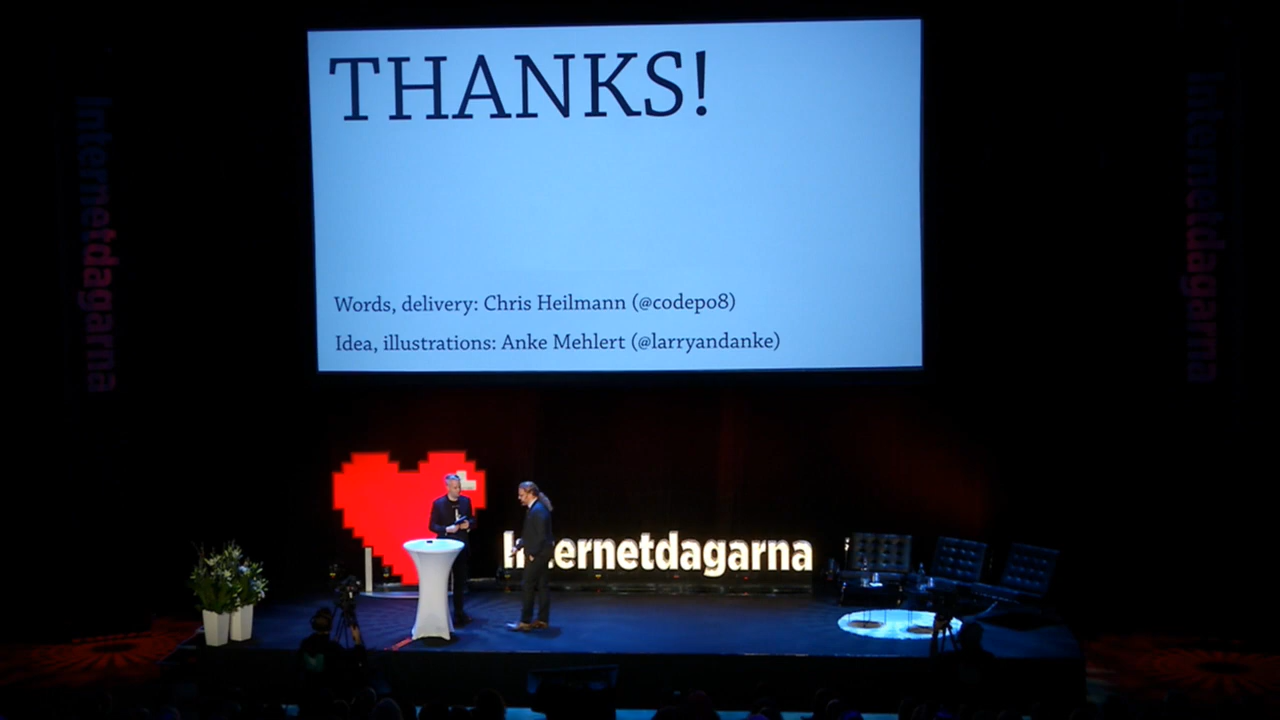 THANKS!
Words, delivery: Chris Heilmann (@codepo8)
Idea, illustrations: Anke Mehlert (@larryandanke)
Internetdagarna
Internetdagarna
Internetdagarna